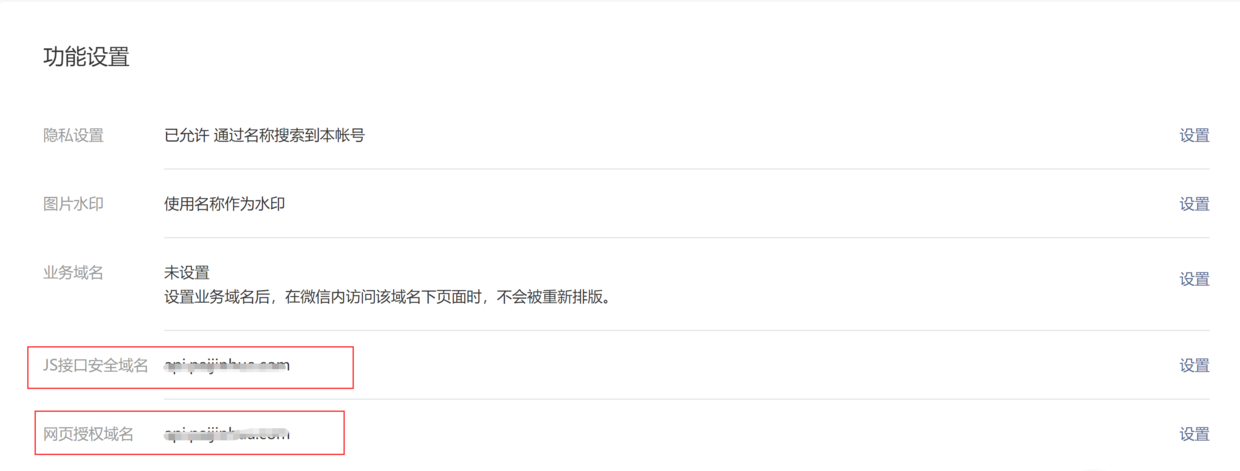 功能设置
隐私设置 已允许 通过名称搜索到本帐号 设置
图片水印 使用名称作为水印 设置
业务域名 未设置 设置
设置业务域名后，在微信内访问该域名下页面时，不会被重新排版。
JS接口安全域名 设置
网页授权域名 设置